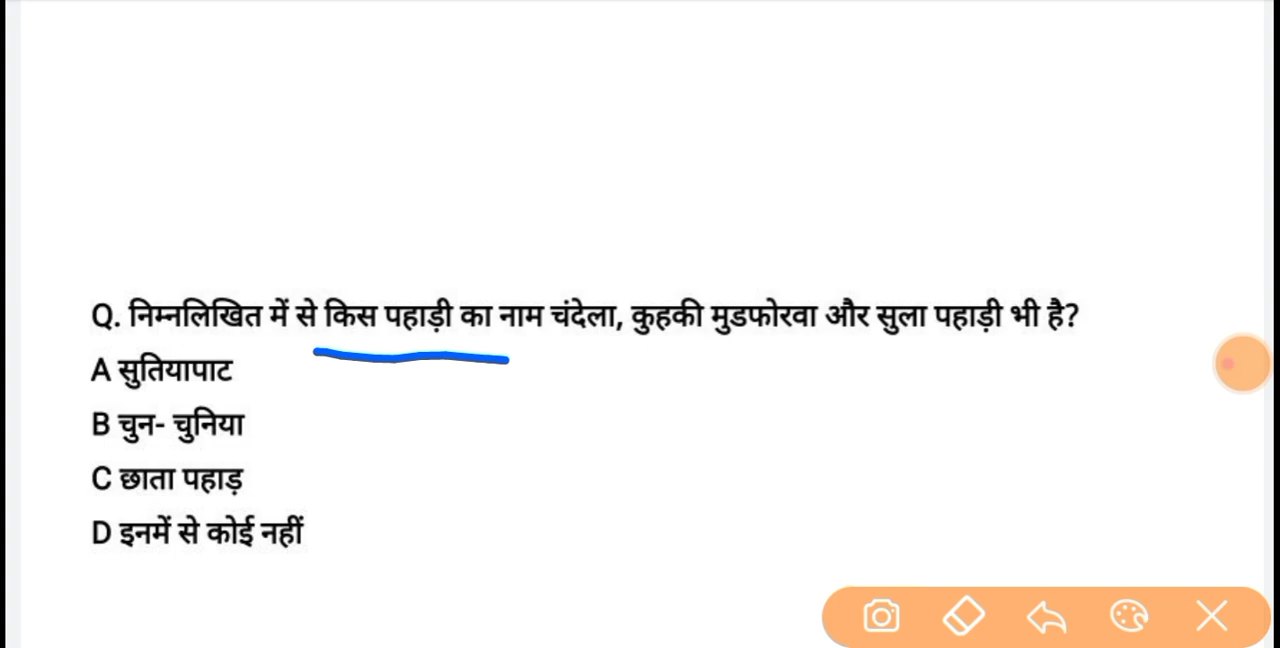 Q. निम्नलिखित में से किस पहाड़ी का नाम चंदेला, कुहकी मुडफोरवा और सुला पहाड़ी भी है?
A सुतियापाट
B चुन- चुनिया
C छाता पहाड़
D इनमें से कोई नहीं